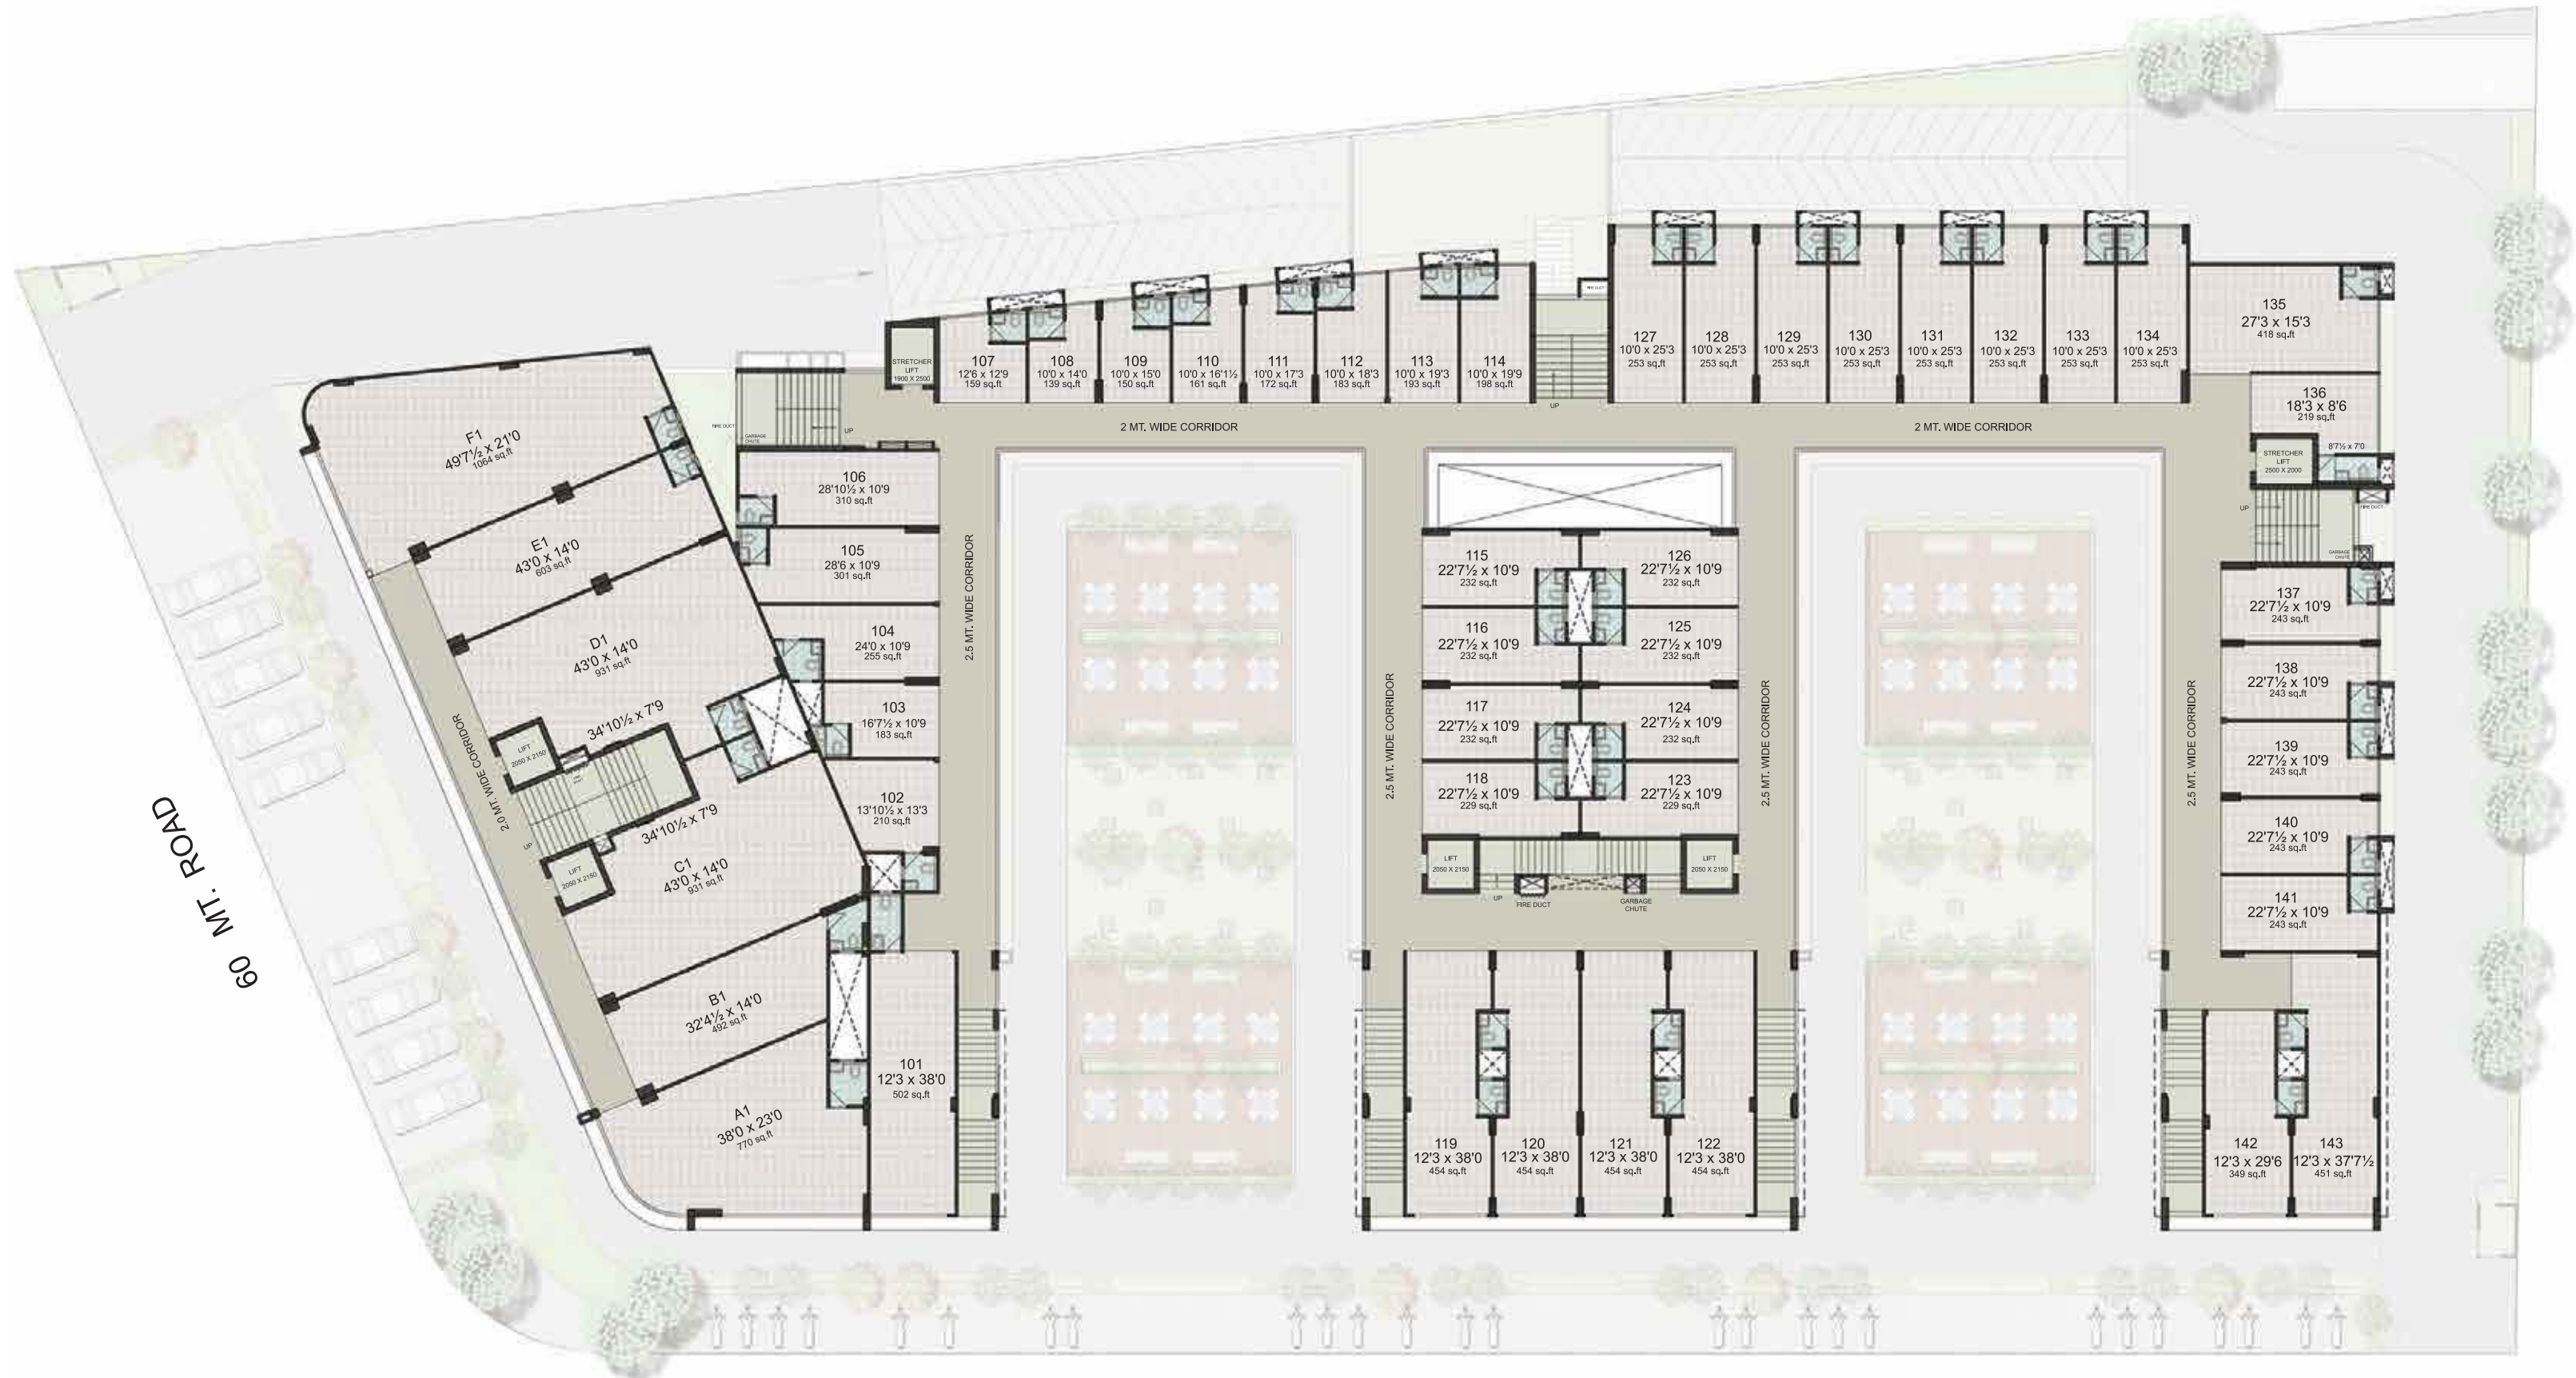 60 MT. ROAD
F1
49'7½ x 21'0
1064 sq.ft
E1
43'0 x 14'0
603 sq.ft
D1
43'0 x 14'0
931 sq.ft
34'10½ x 7'9
LIFT
2050 X 2150
2.0 MT. WIDE CORRIDOR
UP
LIFT
2050 X 2150
34'10½ x 7'9
C1
43'0 x 14'0
931 sq.ft
B1
32'4½ x 14'0
492 sq.ft
A1
38'0 x 23'0
770 sq.ft
101
12'3 x 38'0
502 sq.ft
102
13'10½ x 13'3
210 sq.ft
103
16'7½ x 10'9
183 sq.ft
104
24'0 x 10'9
255 sq.ft
105
28'6 x 10'9
301 sq.ft
106
28'10½ x 10'9
310 sq.ft
FIRE DUCT
GARBAGE
CHUTE
UP
STRETCHER
LIFT
1900 X 2500
2.5 MT. WIDE CORRIDOR
107
12'6 x 12'9
159 sq.ft
108
10'0 x 14'0
139 sq.ft
109
10'0 x 15'0
150 sq.ft
110
10'0 x 16'1½
161 sq.ft
111
10'0 x 17'3
172 sq.ft
112
10'0 x 18'3
183 sq.ft
113
10'0 x 19'3
193 sq.ft
114
10'0 x 19'9
198 sq.ft
2 MT. WIDE CORRIDOR
UP
FIRE DUCT
115
22'7½ x 10'9
232 sq.ft
116
22'7½ x 10'9
232 sq.ft
117
22'7½ x 10'9
232 sq.ft
118
22'7½ x 10'9
229 sq.ft
126
22'7½ x 10'9
232 sq.ft
125
22'7½ x 10'9
232 sq.ft
124
22'7½ x 10'9
232 sq.ft
123
22'7½ x 10'9
229 sq.ft
2.5 MT. WIDE CORRIDOR
2.5 MT. WIDE CORRIDOR
LIFT
2050 X 2150
LIFT
2050 X 2150
UP
FIRE DUCT
GARBAGE
CHUTE
119
12'3 x 38'0
454 sq.ft
120
12'3 x 38'0
454 sq.ft
121
12'3 x 38'0
454 sq.ft
122
12'3 x 38'0
454 sq.ft
127
10'0 x 25'3
253 sq.ft
128
10'0 x 25'3
253 sq.ft
129
10'0 x 25'3
253 sq.ft
130
10'0 x 25'3
253 sq.ft
131
10'0 x 25'3
253 sq.ft
132
10'0 x 25'3
253 sq.ft
133
10'0 x 25'3
253 sq.ft
134
10'0 x 25'3
253 sq.ft
2 MT. WIDE CORRIDOR
135
27'3 x 15'3
418 sq.ft
136
18'3 x 8'6
219 sq.ft
8'7½ x 7'0
STRETCHER
LIFT
2500 X 2000
UP
FIRE DUCT
GARBAGE
CHUTE
2.5 MT. WIDE CORRIDOR
137
22'7½ x 10'9
243 sq.ft
138
22'7½ x 10'9
243 sq.ft
139
22'7½ x 10'9
243 sq.ft
140
22'7½ x 10'9
243 sq.ft
141
22'7½ x 10'9
243 sq.ft
142
12'3 x 29'6
349 sq.ft
143
12'3 x 37'7½
451 sq.ft